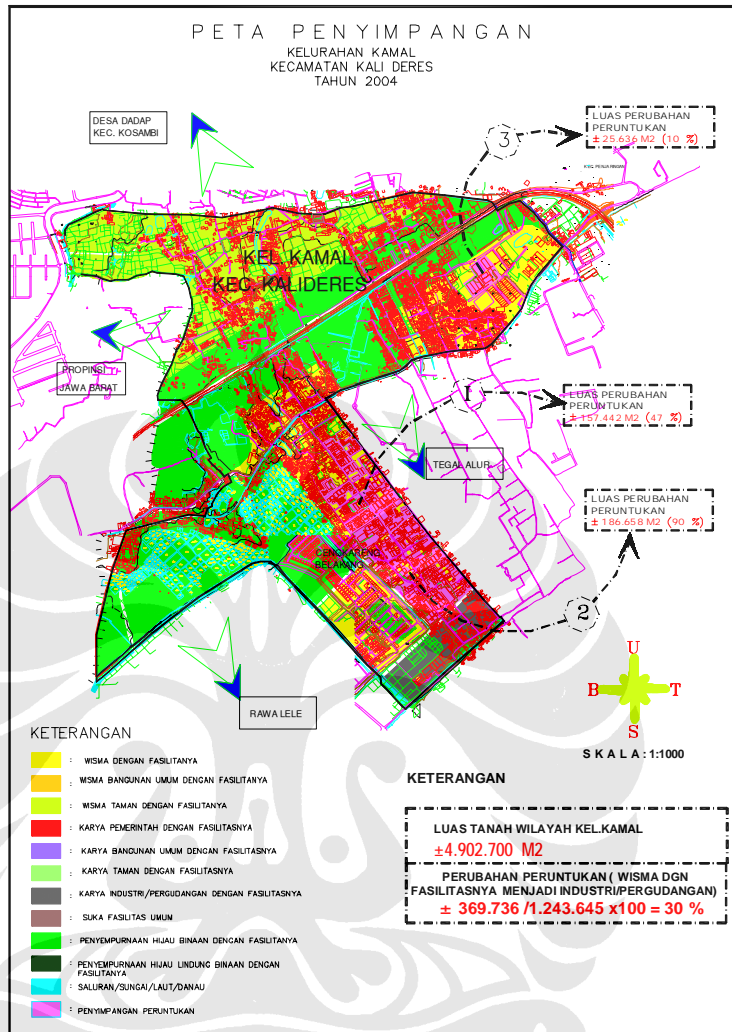 PETA PENYIMPANGAN
KELURAHAN KAMAL
KECAMATAN KALI DERES
TAHUN 2004
DESA DADAP
KEC. KOSAMBI
LUAS PERUBAHAN
PERUNTUKAN
± 25.636 M2 (10 %)
3
KEC. PENJARINGAN
KEL. KAMAL
KEC. KALIDERES
PROPINSI
JAWA BARAT
1
LUAS PERUBAHAN
PERUNTUKAN
± 157.442 M2 (47 %)
TEGAL ALUR
LUAS PERUBAHAN
PERUNTUKAN
± 186.658 M2 (90 %)
CENGKARENG
BELAKANG
2
RAWA LELE
U
B T
S
SKALA : 1:1000
KETERANGAN
: WISMA DENGAN FASILITANYA
: WISMA BANGUNAN UMUM DENGAN FASILITANYA
: WISMA TAMAN DENGAN FASILITANYA
: KARYA PEMERINTAH DENGAN FASILITASNYA
: KARYA BANGUNAN UMUM DENGAN FASILITASNYA
: KARYA TAMAN DENGAN FASILITASNYA
: KARYA INDUSTRI/PERGUDANGAN DENGAN FASILITASNYA
: SUKA FASILITAS UMUM
: PENYEMPURNAAN HIJAU BINAAN DENGAN FASILITANYA
: PENYEMPURNAAN HIJAU LINDUNG BINAAN DENGAN
FASILITANYA
: SALURAN/SUNGAI/LAUT/DANAU
: PENYIMPANGAN PERUNTUKAN
KETERANGAN
LUAS TANAH WILAYAH KEL.KAMAL
±4.902.700 M2
PERUBAHAN PERUNTUKAN ( WISMA DGN
FASILITASNYA MENJADI INDUSTRI/PERGUDANGAN)
± 369.736 /1.243.645 x100 = 30 %